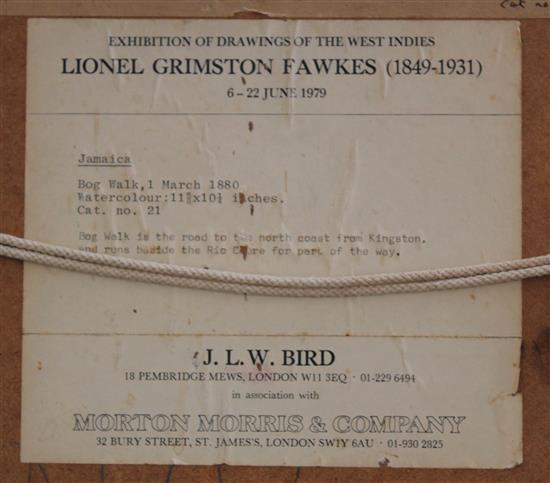 Cat no
EXHIBITION OF DRAWINGS OF THE WEST INDIES
LIONEL GRIMSTON FAWKES (1849-1931)
6-22 JUNE 1979
Jamaica
Bog Walk, 1 March 1880
Watercolour: x10¼ inches.
Cat. no. 21
Bog Walk is the road to the north coast from Kingston,
and runs beside the Rio Cobre for part of the way.
J. L. W. BIRD
18 PEMBRIDGE MEWS, LONDON W11 3EQ · 01-229 6494
in association with
MORTON MORRIS & COMPANY
32 BURY STREET, ST. JAMES'S, LONDON SW1Y 6AU · 01-930 2825